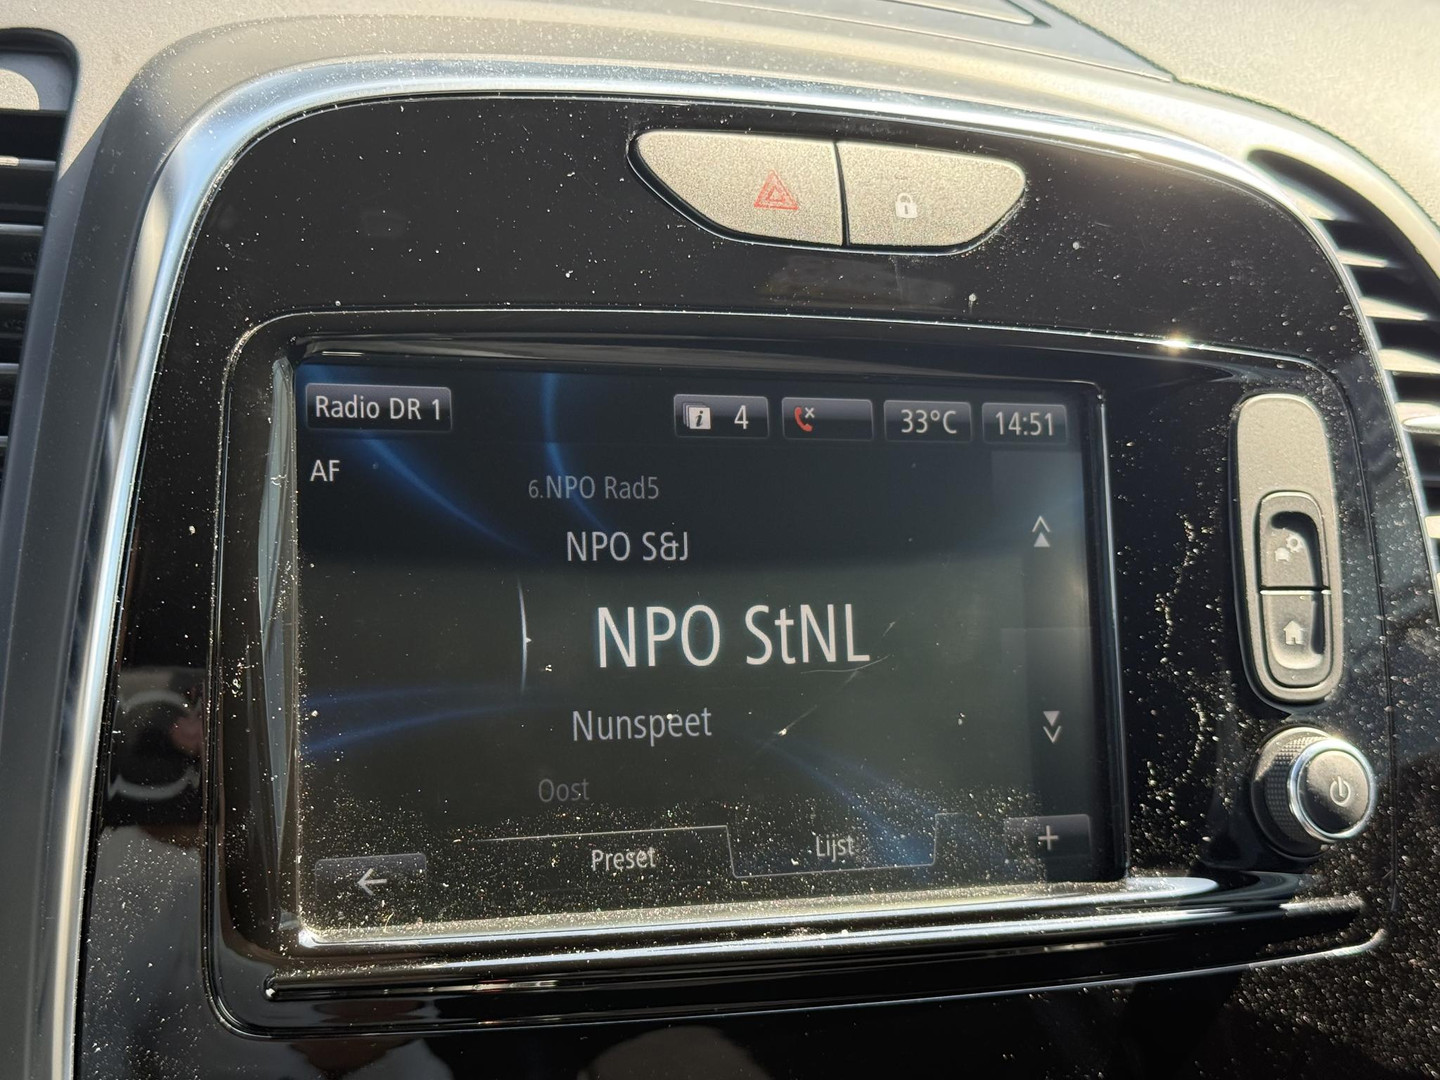 Radio DR 1
4
33°C
14:51
AF
6.NPO Rad5
NPO S&J
NPO StNL
Nunspeet
Oost
Preset
Lijst
+